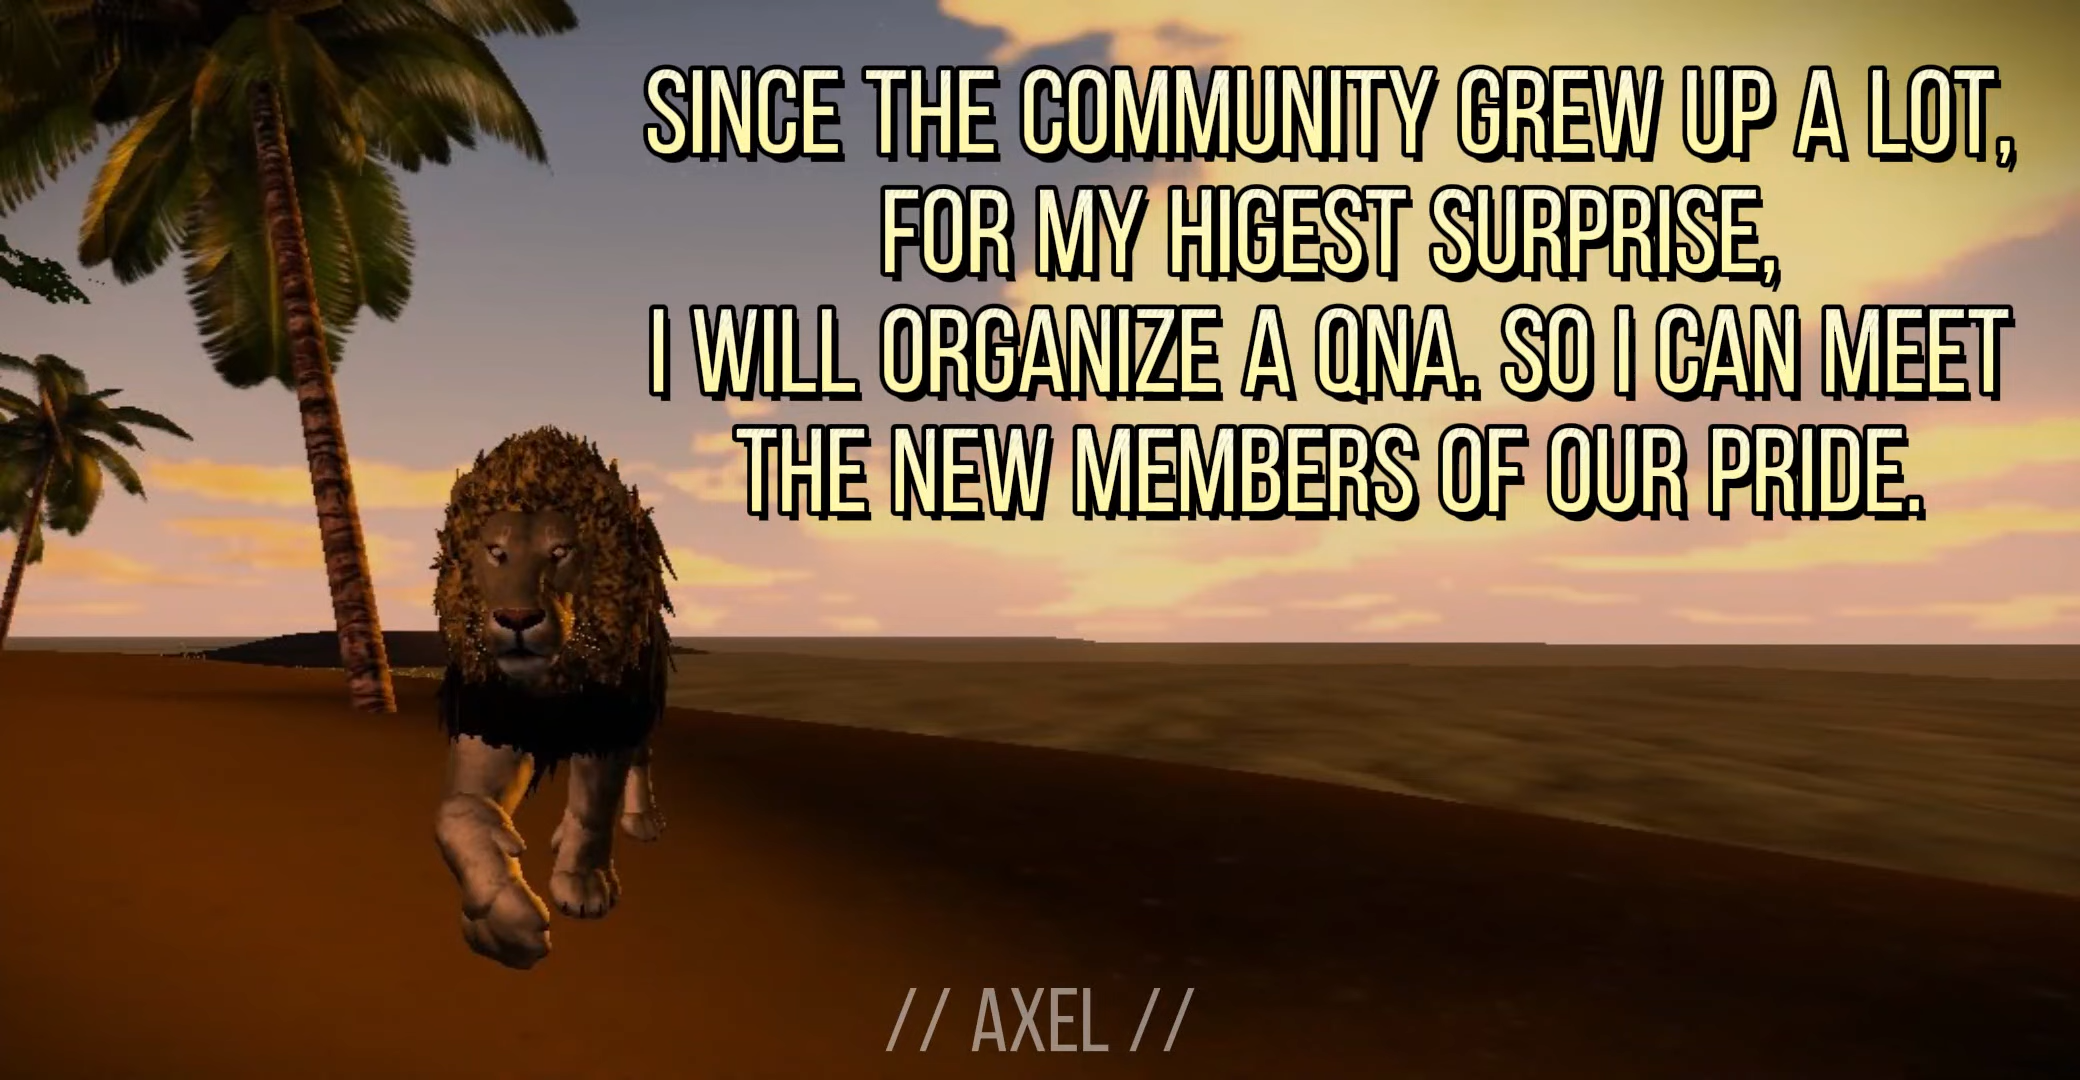 SINCE THE COMMUNITY GREW UP A LOT,
FOR MY HIGEST SURPRISE,
I WILL ORGANIZE A QNA. SO I CAN MEET
THE NEW MEMBERS OF OUR PRIDE.
// AXEL //